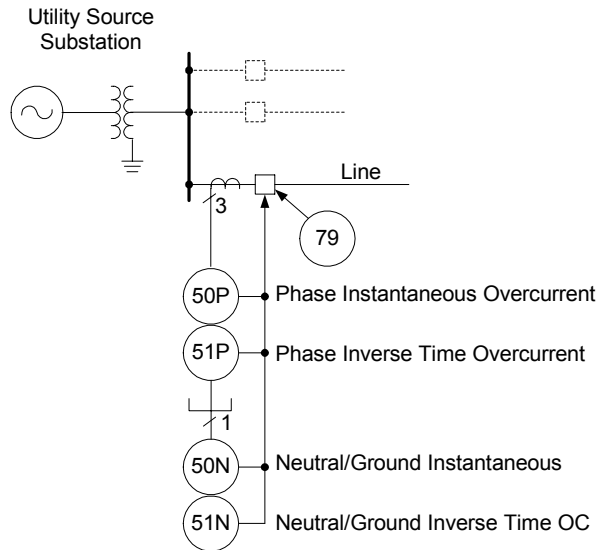 Utility Source
Substation
Line
3
79
50P
Phase Instantaneous Overcurrent
51P
Phase Inverse Time Overcurrent
1
50N
Neutral/Ground Instantaneous
51N
Neutral/Ground Inverse Time OC